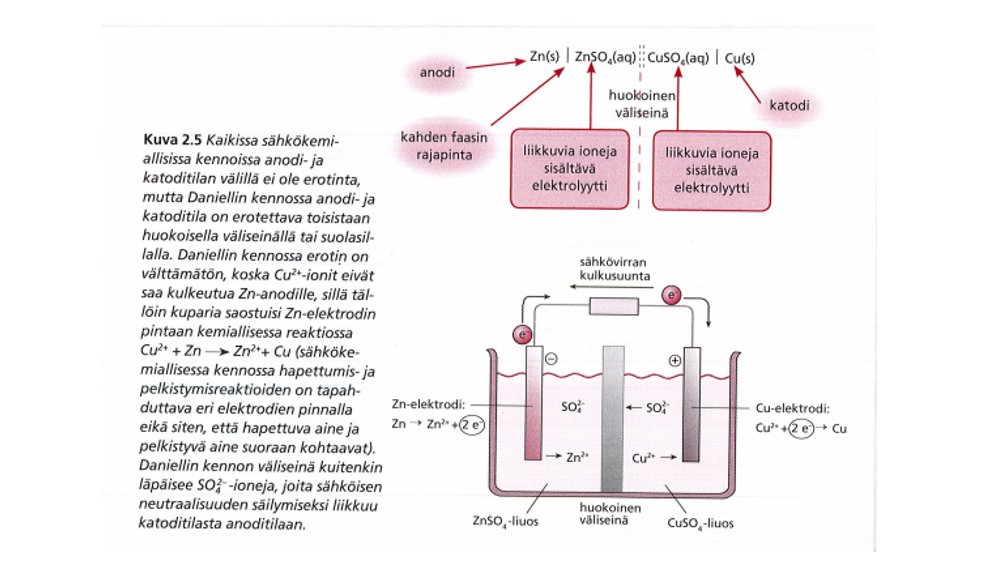 Zn(s) | ZnSO₄(aq) ¦¦ CuSO₄(aq) | Cu(s)
anodi
huokoinen
väliseinä
katodi
kahden faasin
rajapinta
liikkuvia ioneja
sisältävä
elektrolyytti
liikkuvia ioneja
sisältävä
elektrolyytti
Kuva 2.5 Kaikissa sähkökemi-
allisissa kennoissa anodi- ja
katoditilan välillä ei ole erotinta,
mutta Daniellin kennossa anodi- ja
katoditila on erotettava toisistaan
huokoisella väliseinällä tai suolasil-
lalla. Daniellin kennossa erotin on
välttämätön, koska Cu²⁺-ionit eivät
saa kulkeutua Zn-anodille, sillä täl-
löin kuparia saostuisi Zn-elektrodin
pintaan kemiallisessa reaktiossa
Cu²⁺ + Zn → Zn²⁺+ Cu (sähköke-
miallisessa kennossa hapettumis- ja
pelkistymisreaktioiden on tapah-
duttava eri elektrodien pinnalla
eikä siten, että hapettuva aine ja
pelkistyvä aine suoraan kohtaavat).
Daniellin kennon väliseinä kuitenkin
läpäisee SO₄²⁻-ioneja, joita sähköisen
neutraalisuuden säilymiseksi liikkuu
katoditilasta anoditilaan.
sähkövirran
kulkusuunta
e⁻
e⁻
−
+
Zn-elektrodi:
Zn → Zn²⁺ + 2 e⁻
SO₄²⁻
← SO₄²⁻
Cu-elektrodi:
Cu²⁺ + 2 e⁻ → Cu
→ Zn²⁺
Cu²⁺ →
ZnSO₄-liuos
huokoinen
väliseinä
CuSO₄-liuos